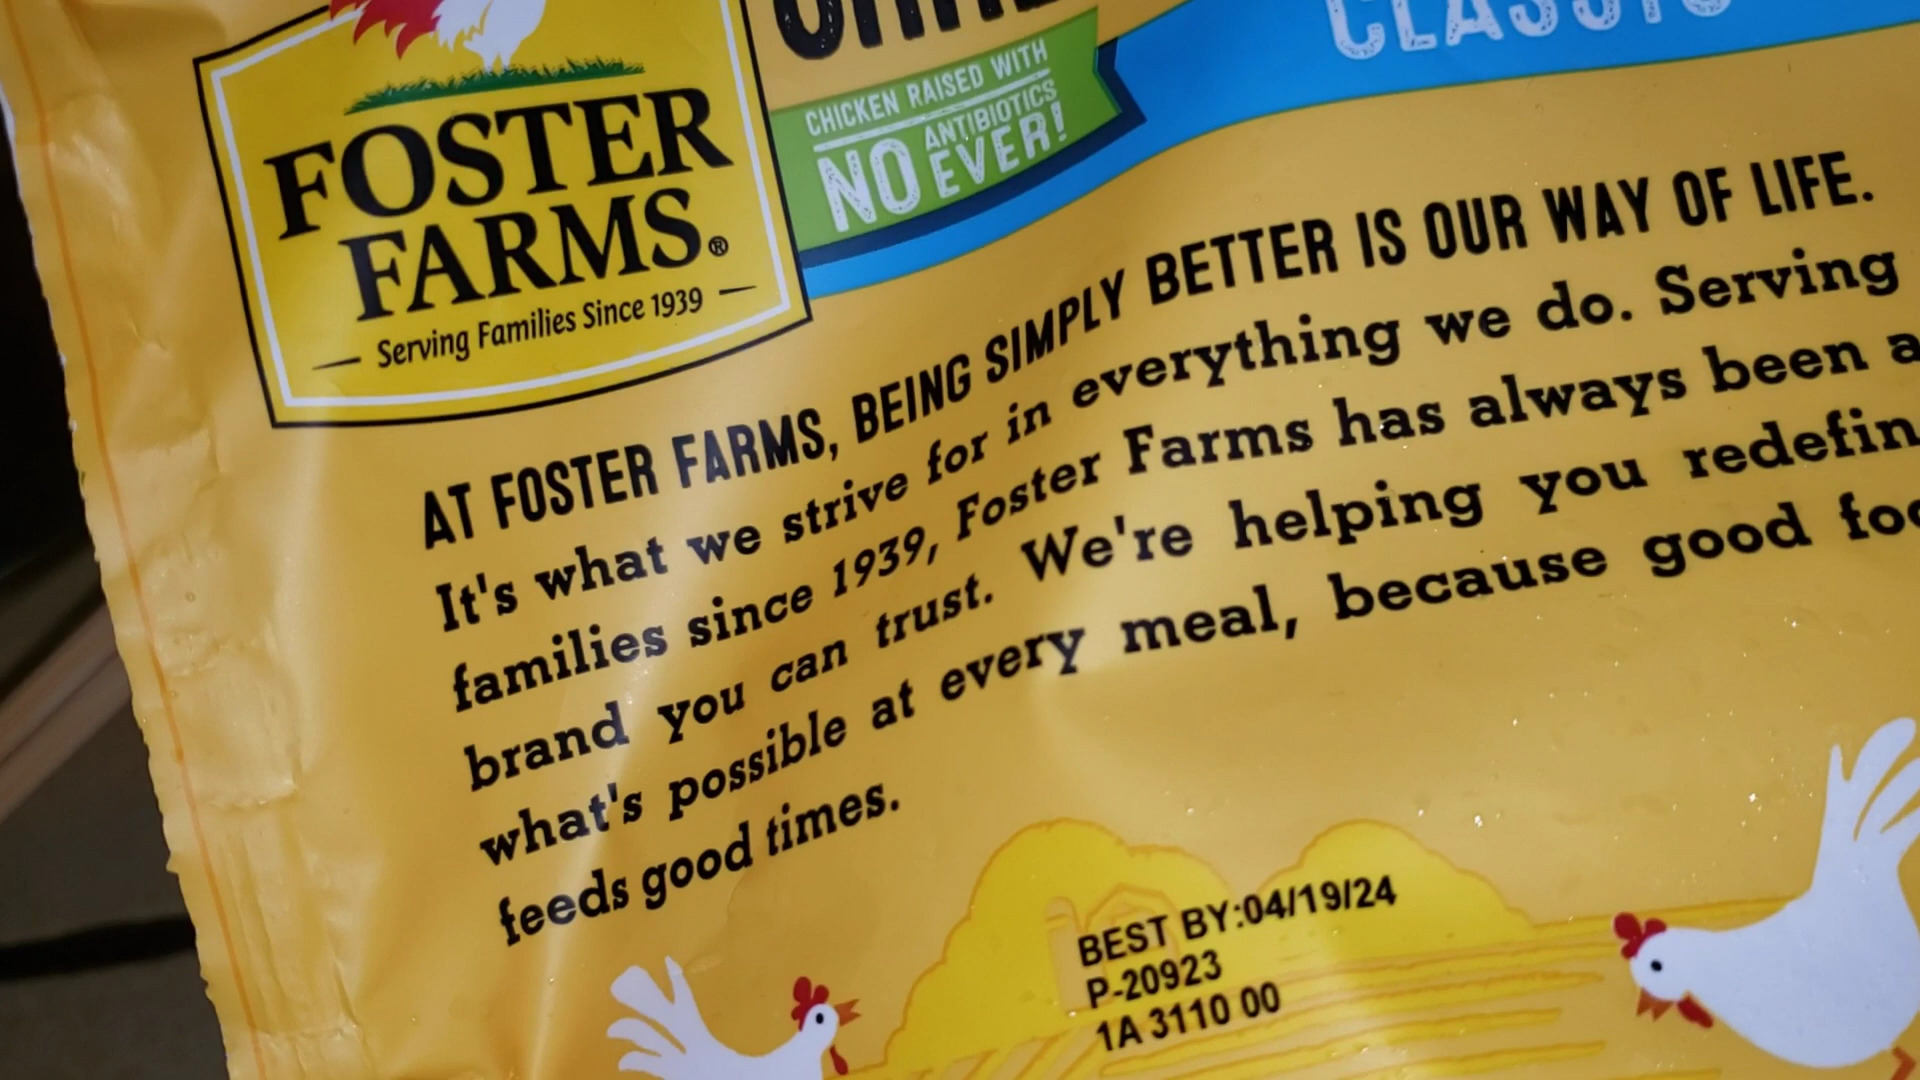 FOSTER
FARMS®
Serving Families Since 1939
CHICKEN RAISED WITH
NO ANTIBIOTICS
EVER!
CLASSIC
AT FOSTER FARMS, BEING SIMPLY BETTER IS OUR WAY OF LIFE.
It's what we strive for in everything we do. Serving
families since 1939, Foster Farms has always been a
brand you can trust. We're helping you redefin
what's possible at every meal, because good foo
feeds good times.
BEST BY:04/19/24
P-20923
1A 3110 00